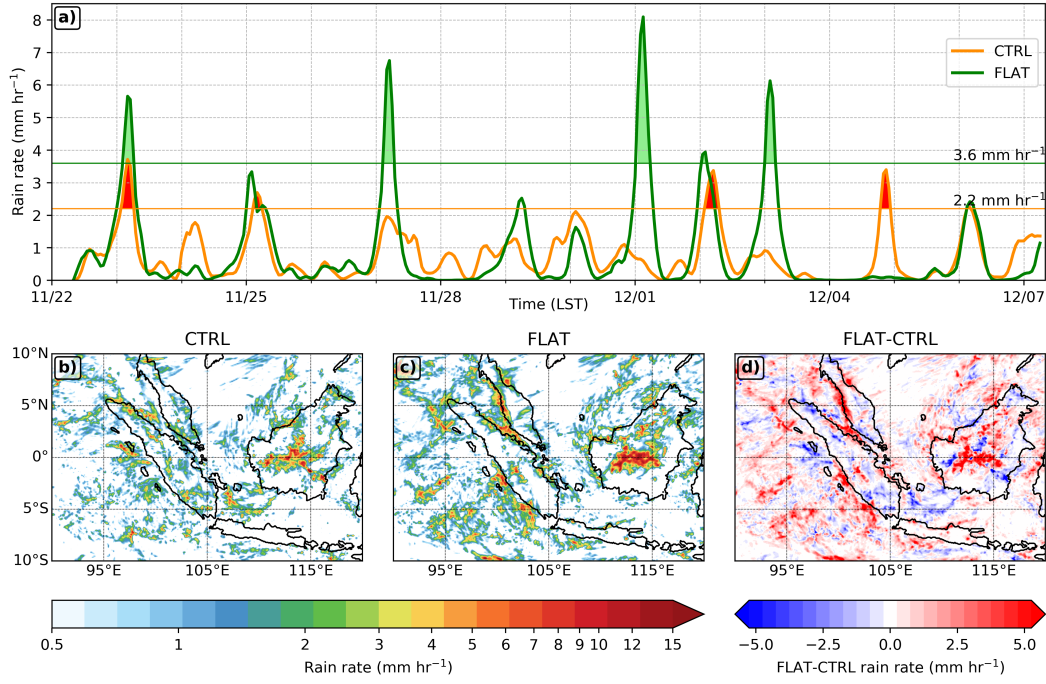 a)
Rain rate (mm hr⁻¹)
8
7
6
5
4
3
2
1
0
CTRL
FLAT
3.6 mm hr⁻¹
2.2 mm hr⁻¹
11/22 11/25 11/28 12/01 12/04 12/07
Time (LST)
CTRL FLAT FLAT-CTRL
b) c) d)
10°N
5°N
0°
5°S
10°S
95°E 105°E 115°E 95°E 105°E 115°E 95°E 105°E 115°E
0.5 1 2 3 4 5 6 7 8 9 10 12 15
Rain rate (mm hr⁻¹)
−5.0 −2.5 0.0 2.5 5.0
FLAT-CTRL rain rate (mm hr⁻¹)